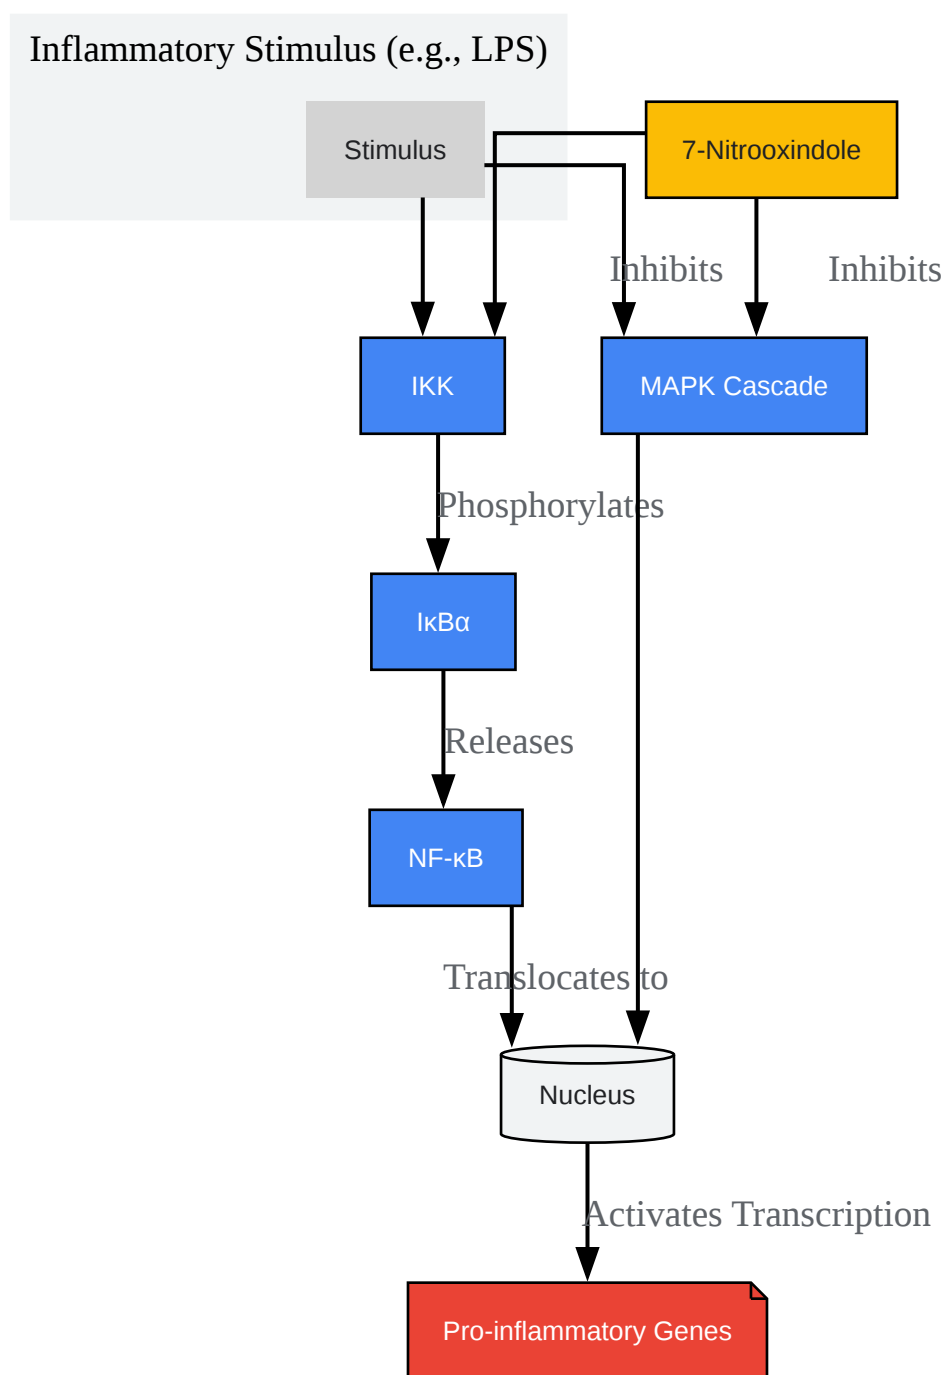 Inflammatory Stimulus (e.g., LPS)
Stimulus
7-Nitrooxindole
Inhibits
Inhibits
IKK
MAPK Cascade
Phosphorylates
IκBα
Releases
NF-κB
Translocates to
Nucleus
Activates Transcription
Pro-inflammatory Genes